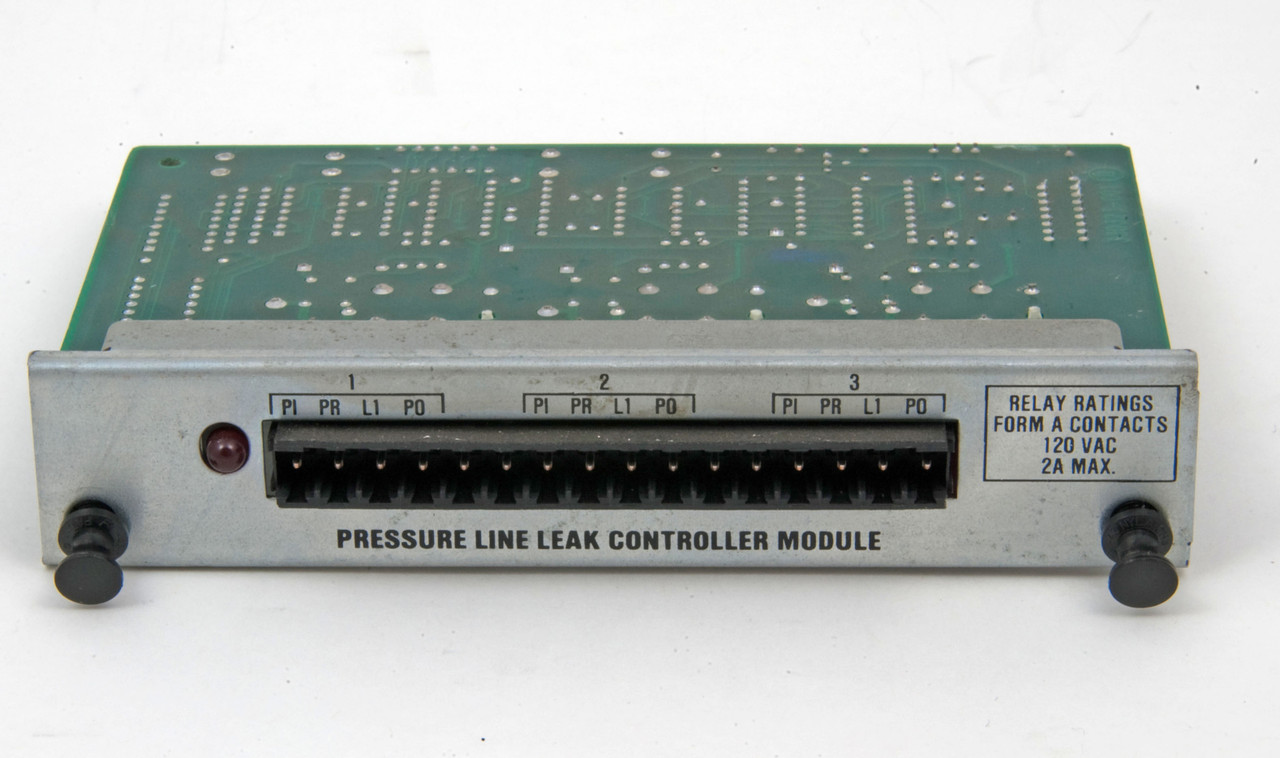 1 2 3
PI PR L1 PO PI PR L1 PO PI PR L1 PO
RELAY RATINGS
FORM A CONTACTS
120 VAC
2A MAX.
PRESSURE LINE LEAK CONTROLLER MODULE